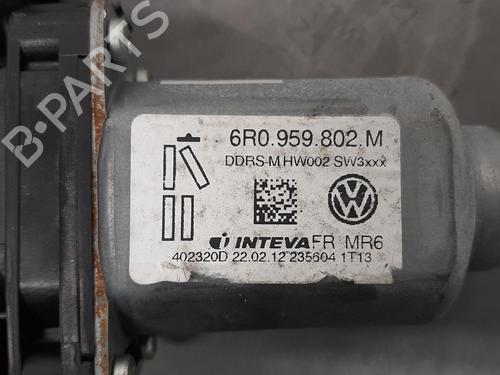 B-PARTS
6R0.959.802.M
DDRS-M HW002 SW3xxx
INTEVA FR MR6
402320D 22.02.12 235604 1T13